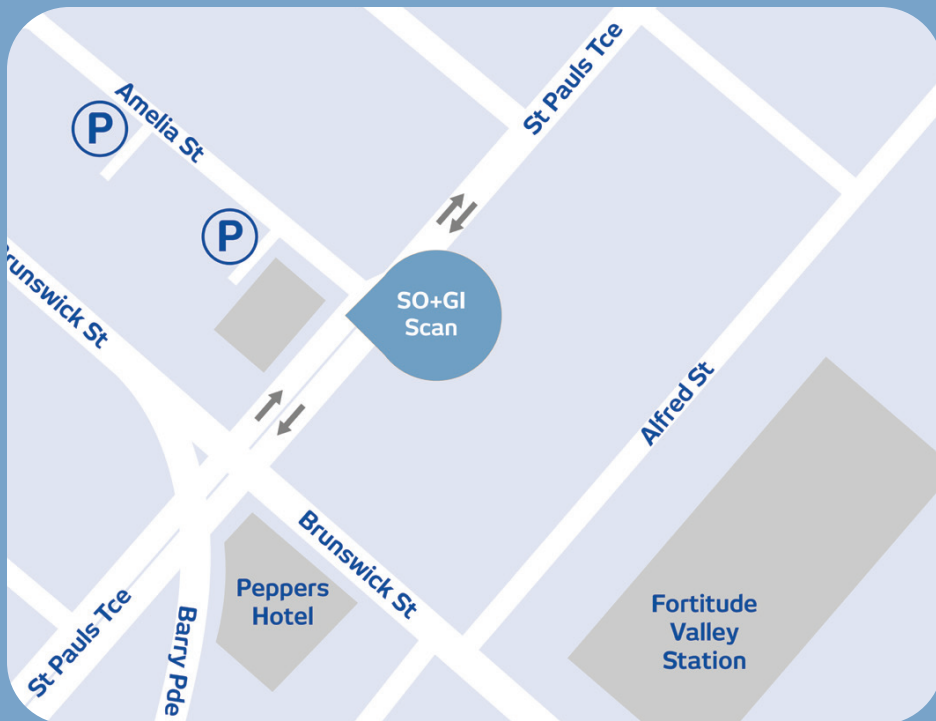 St Pauls Tce
Amelia St
P
P
Brunswick St
SO+GI
Scan
Alfred St
Brunswick St
Peppers
Hotel
Fortitude
Valley
Station
St Pauls Tce
Barry Pde